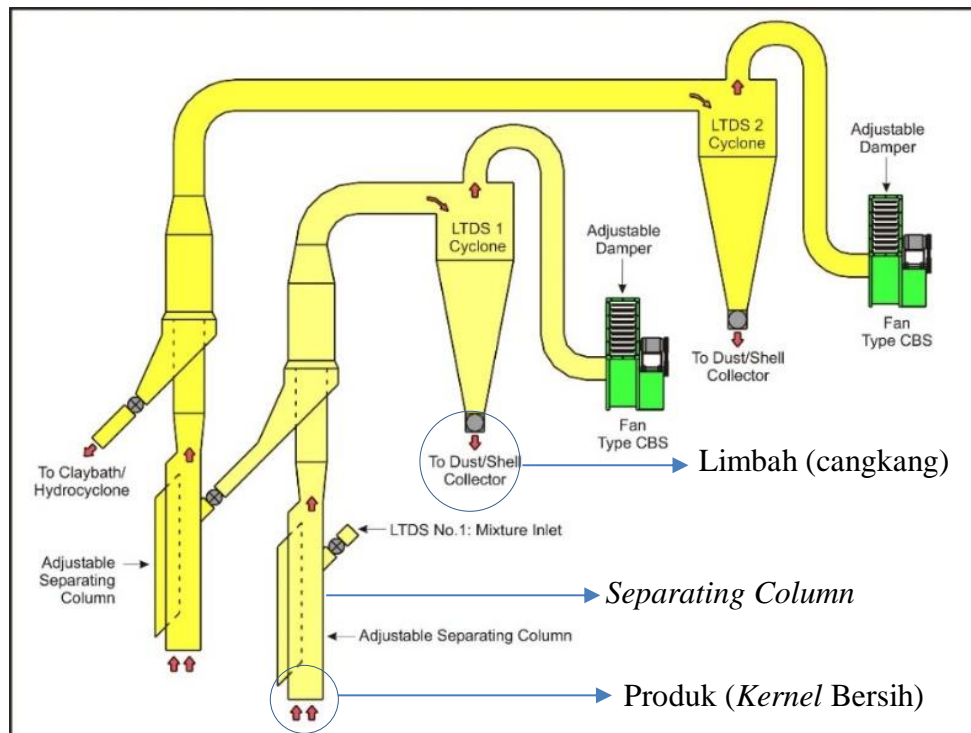 LTDS 2
Cyclone
Adjustable
Damper
LTDS 1
Cyclone
Adjustable
Damper
Fan
Type CBS
To Dust/Shell
Collector
Fan
Type CBS
To Claybath/
Hydrocyclone
To Dust/Shell
Collector
Limbah (cangkang)
LTDS No.1: Mixture Inlet
Adjustable
Separating
Column
Separating Column
Adjustable Separating Column
Produk (Kernel Bersih)